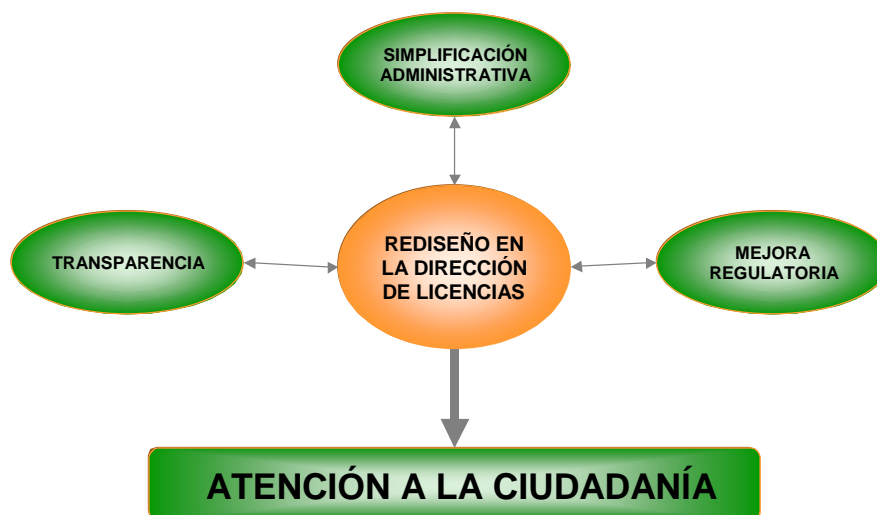 SIMPLIFICACIÓN
ADMINISTRATIVA
TRANSPARENCIA
REDISEÑO EN
LA DIRECCIÓN
DE LICENCIAS
MEJORA
REGULATORIA
ATENCIÓN A LA CIUDADANÍA